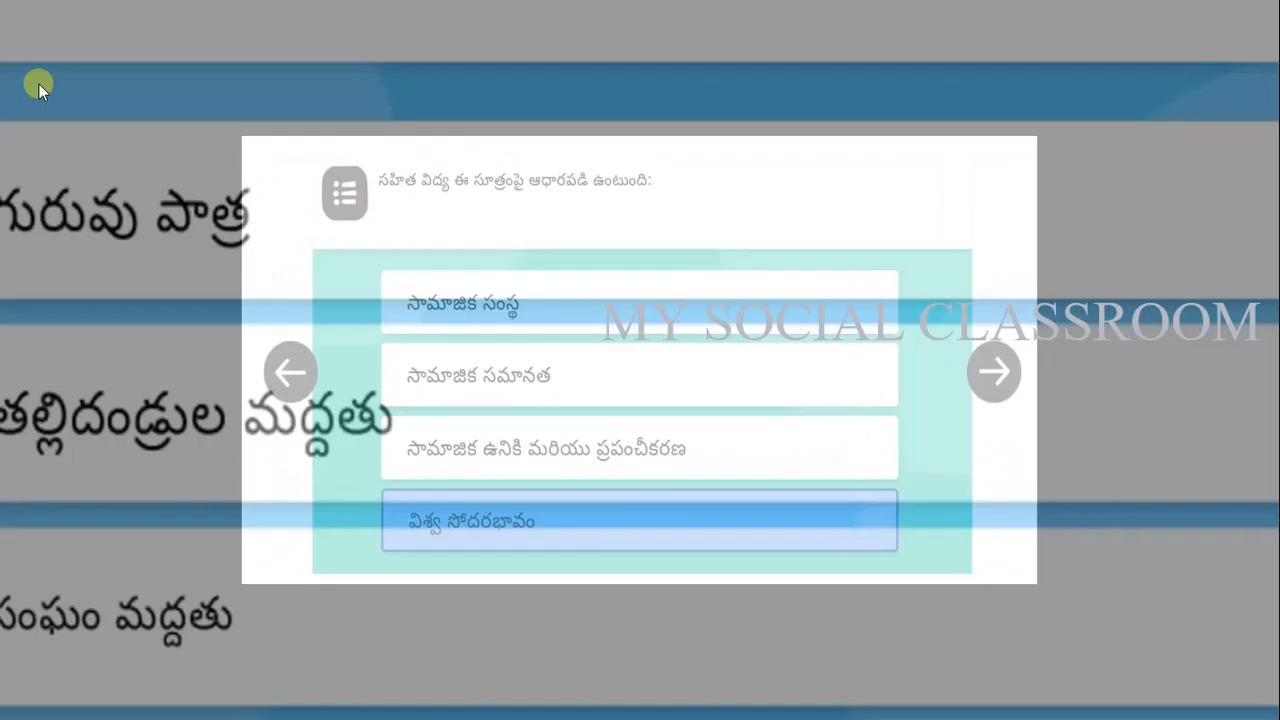 సహిత విద్య ఈ సూత్రంపై ఆధారపడి ఉంటుంది:
గురువు పాత్ర
సామాజిక సంస్థ
MY SOCIAL CLASSROOM
సామాజిక సమానత
తల్లిదండ్రుల మద్దతు
సామాజిక ఉనికి మరియు ప్రపంచీకరణ
విశ్వ సోదరభావం
సంఘం మద్దతు